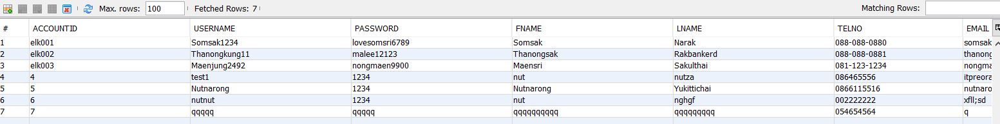 Max. rows: 100 Fetched Rows: 7 Matching Rows:
# ACCOUNTID USERNAME PASSWORD FNAME LNAME TELNO EMAIL
1 elk001 Somsak1234 lovesomsri6789 Somsak Narak 088-088-0880 somsak
2 elk002 Thanongkung11 malee12123 Thanongsak Rakbankerd 088-088-0881 thanong
3 elk003 Maenjung2492 nongmaen9900 Maensri Sakulthai 081-123-1234 nongma
4 4 test1 1234 nut nutza 086465556 itpreora
5 5 Nutnarong 1234 Nutnarong Yukittichai 0866115516 nutnaro
6 6 nutnut 1234 nut nghgf 002222222 xfll;sd
7 7 qqqqq qqqqq qqqqqqqqqq qqqqqqqqq 054654564 q